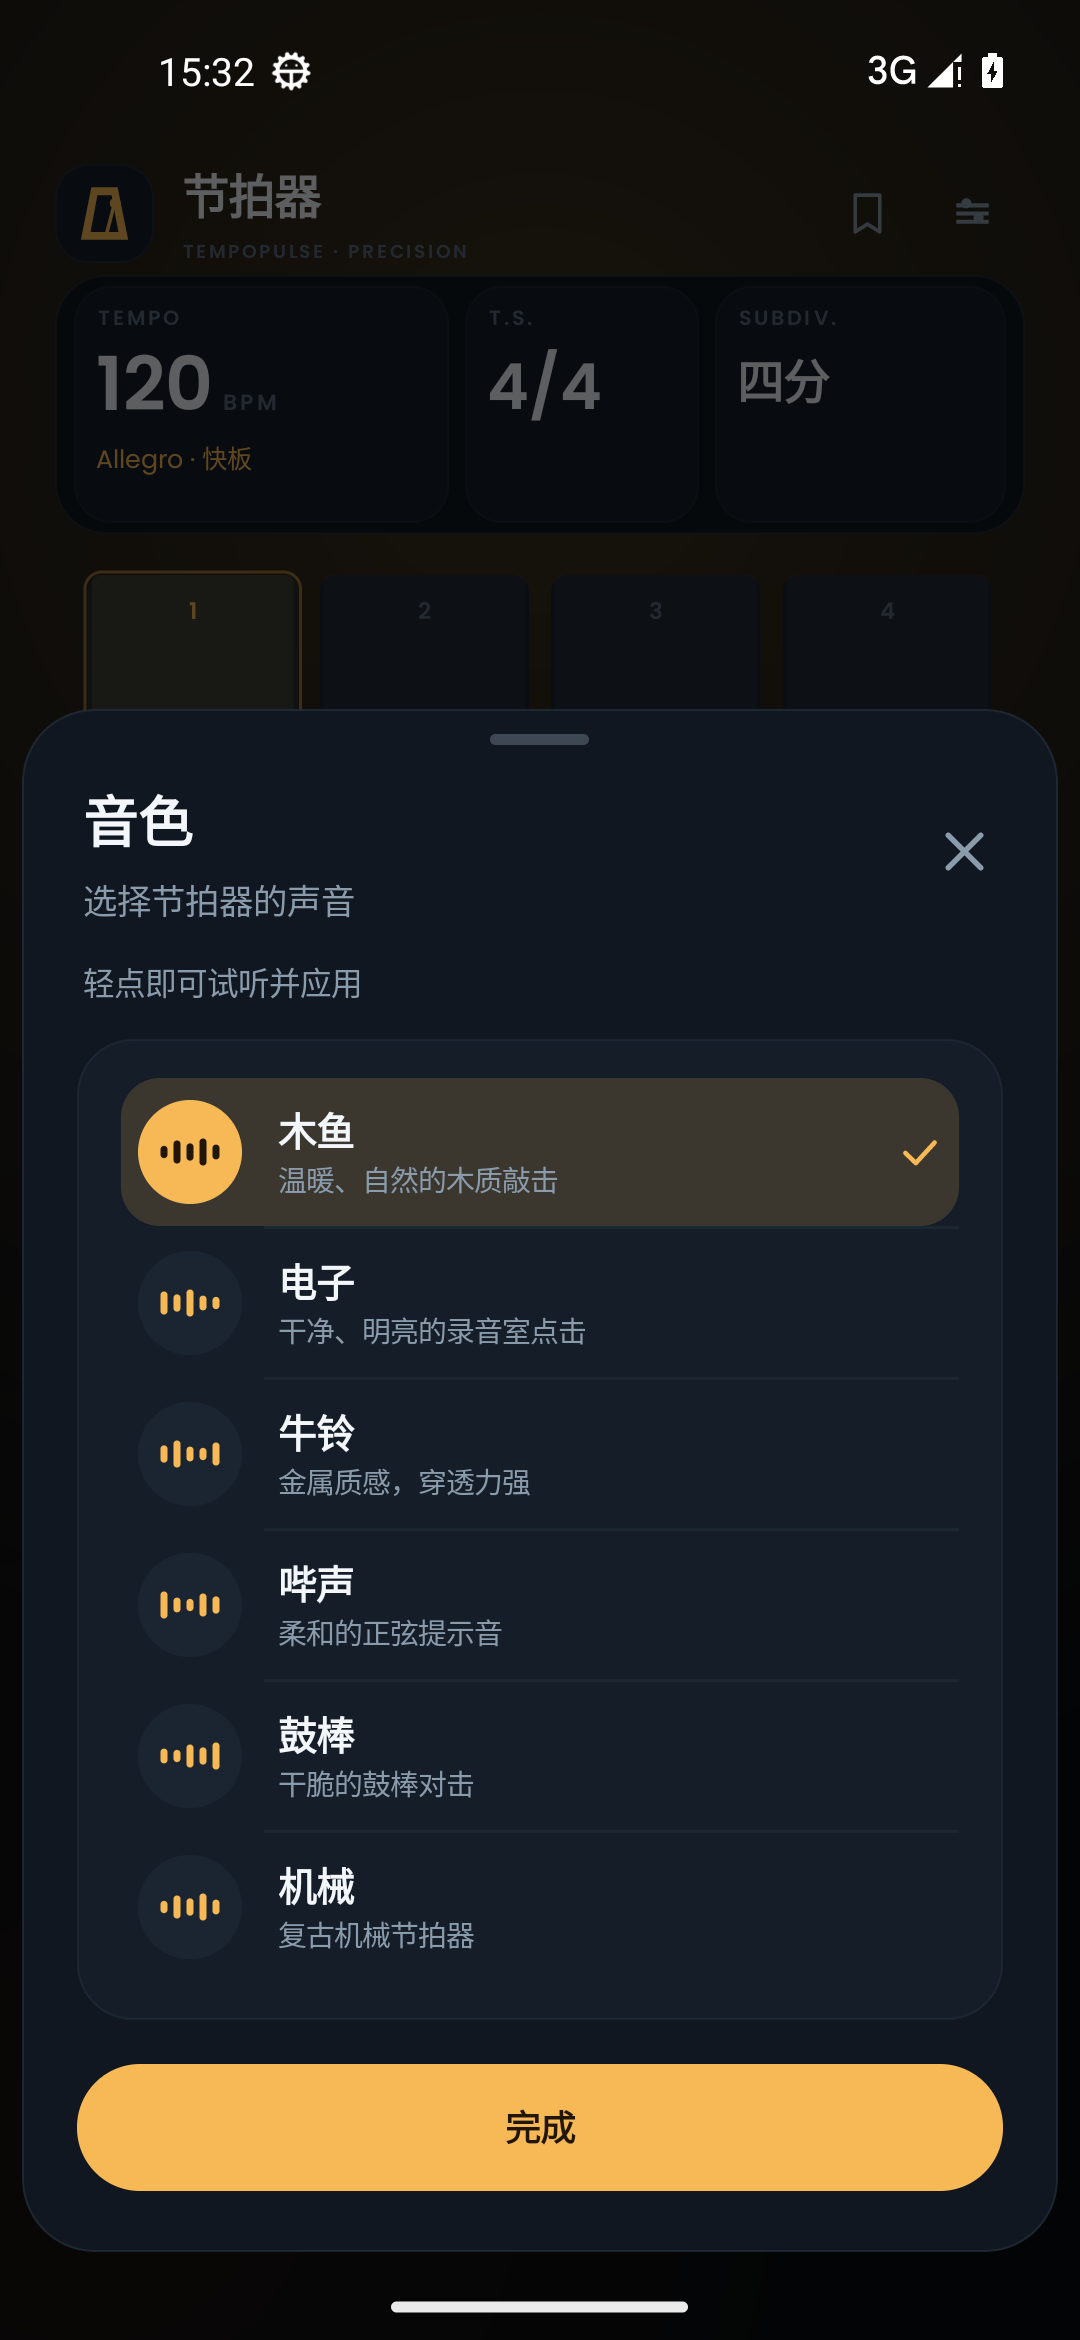 15:32
3G
节拍器
TEMPOPULSE · PRECISION
TEMPO
T.S.
SUBDIV.
120 BPM
4/4
四分
Allegro · 快板
1
2
3
4
音色
选择节拍器的声音
轻点即可试听并应用
木鱼
温暖、自然的木质敲击
电子
干净、明亮的录音室点击
牛铃
金属质感，穿透力强
哔声
柔和的正弦提示音
鼓棒
干脆的鼓棒对击
机械
复古机械节拍器
完成